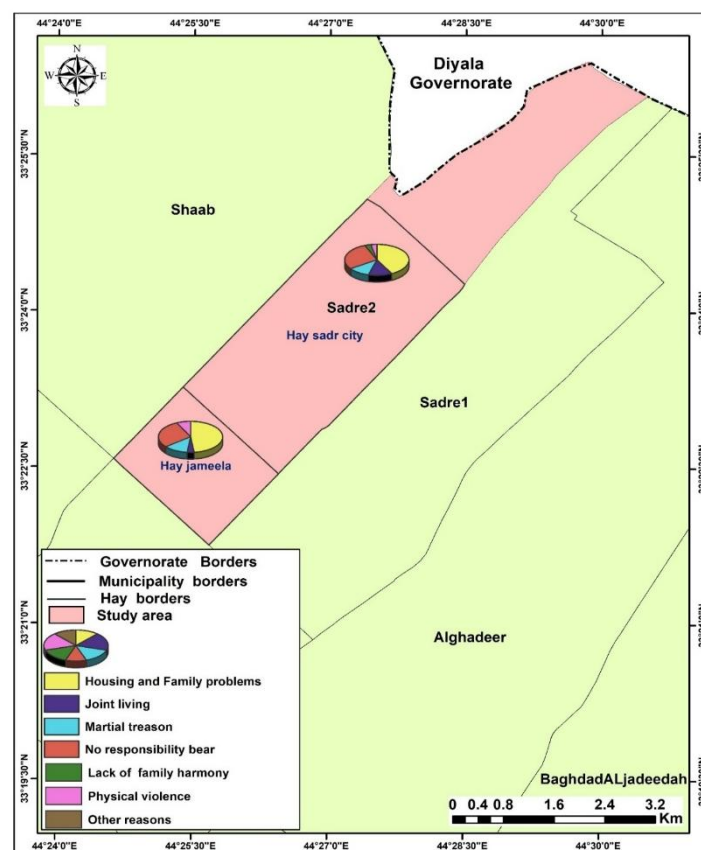 44°24'0"E 44°25'30"E 44°27'0"E 44°28'30"E 44°30'0"E
N
W E
S
Diyala
Governorate
33°25'30"N
Shaab
Sadre2
33°24'0"N
Hay sadr city
Sadre1
33°22'30"N
Hay jameela
Governorate Borders
Municipality borders
Hay borders
Study area
33°21'0"N
Alghadeer
Housing and Family problems
Joint living
Martial treason
No responsibility bear
Lack of family harmony
Physical violence
Other reasons
33°19'30"N
BaghdadALjadeedah
0 0.4 0.8 1.6 2.4 3.2
Km
44°24'0"E 44°25'30"E 44°27'0"E 44°28'30"E 44°30'0"E